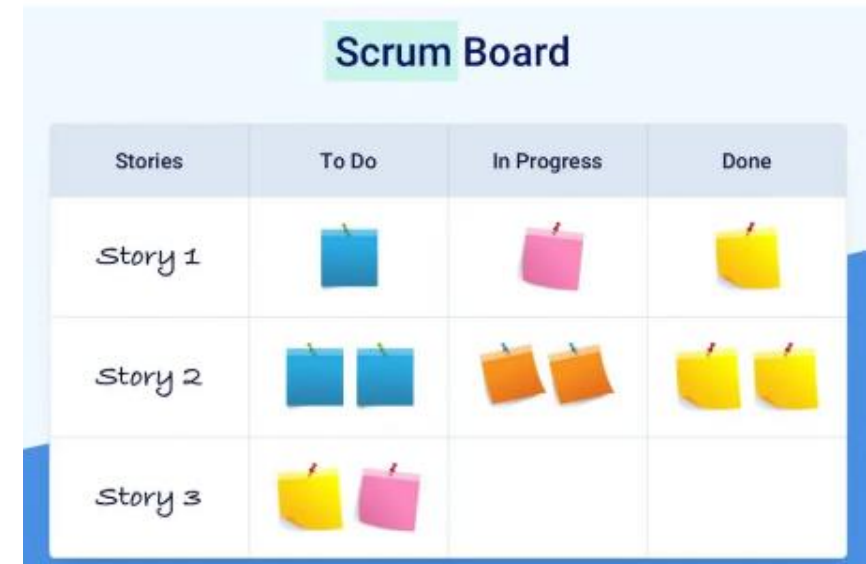 Scrum Board
Stories To Do In Progress Done
Story 1
Story 2
Story 3